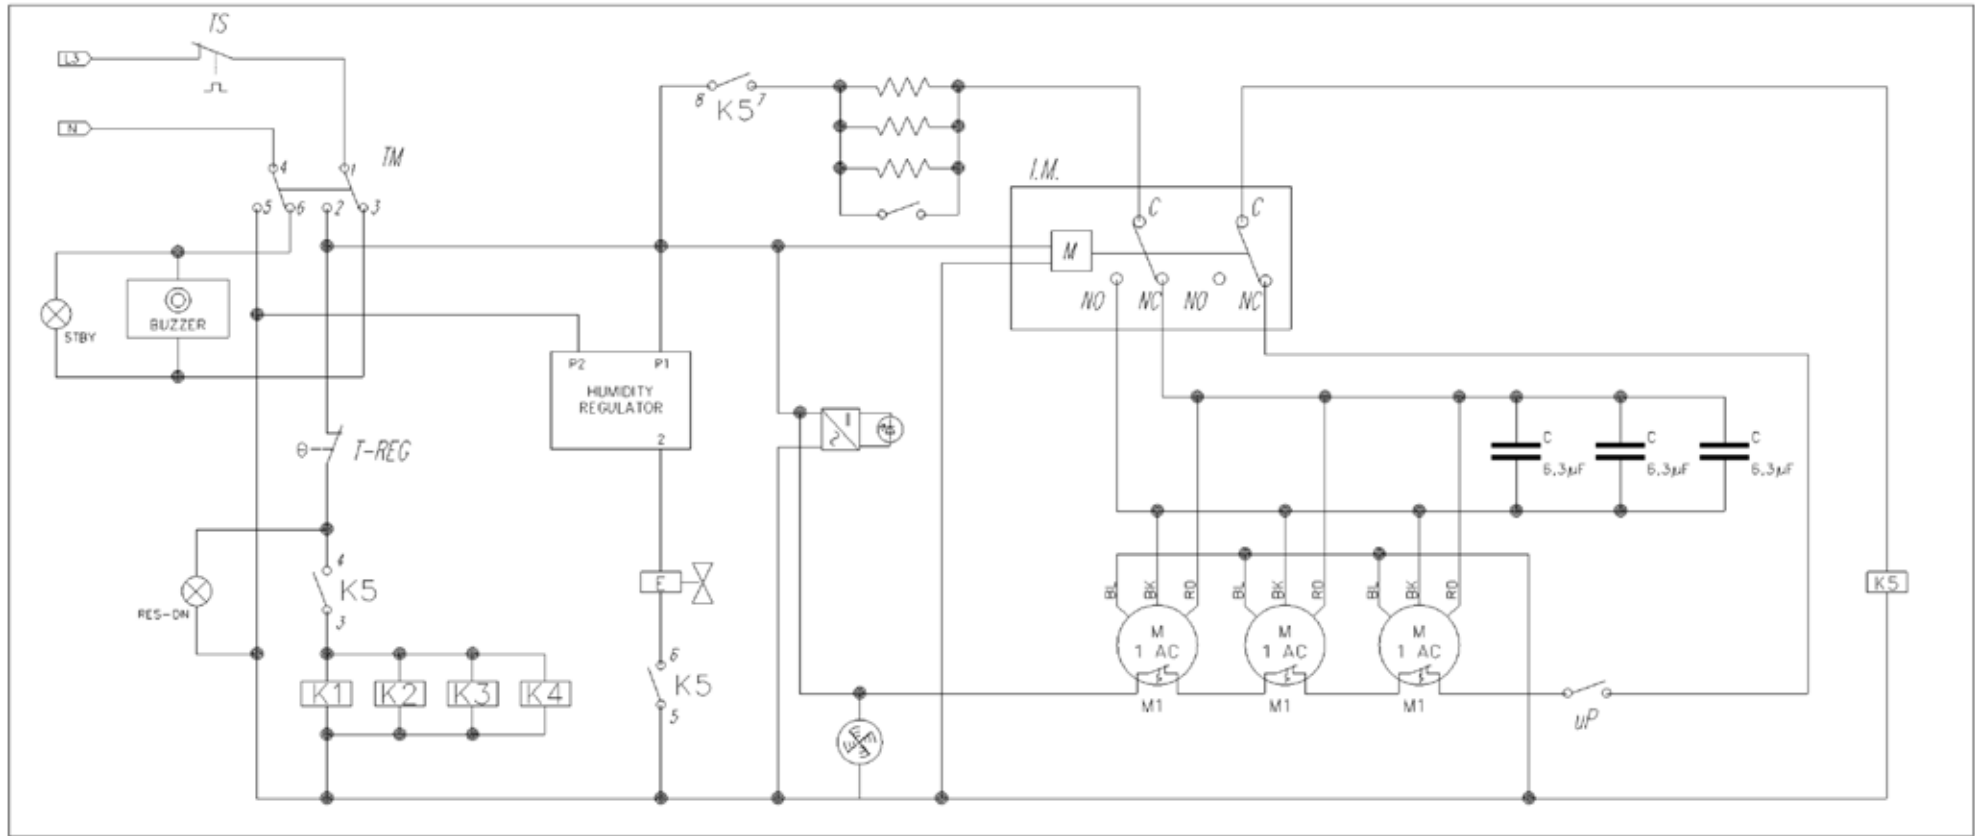 TS
L3
N
4
1
TM
5
6
2
3
8
K5
7
I.M.
C
C
M
NO
NC
NO
NC
STBY
BUZZER
P2
P1
HUMIDITY
REGULATOR
2
θ
T-REG
C
6.3µF
C
6.3µF
C
6.3µF
4
K5
3
RES-ON
E
6
K5
5
BL
BK
RD
BL
BK
RD
BL
BK
RD
M
1 AC
M
1 AC
M
1 AC
K5
K1
K2
K3
K4
M1
M1
M1
uP